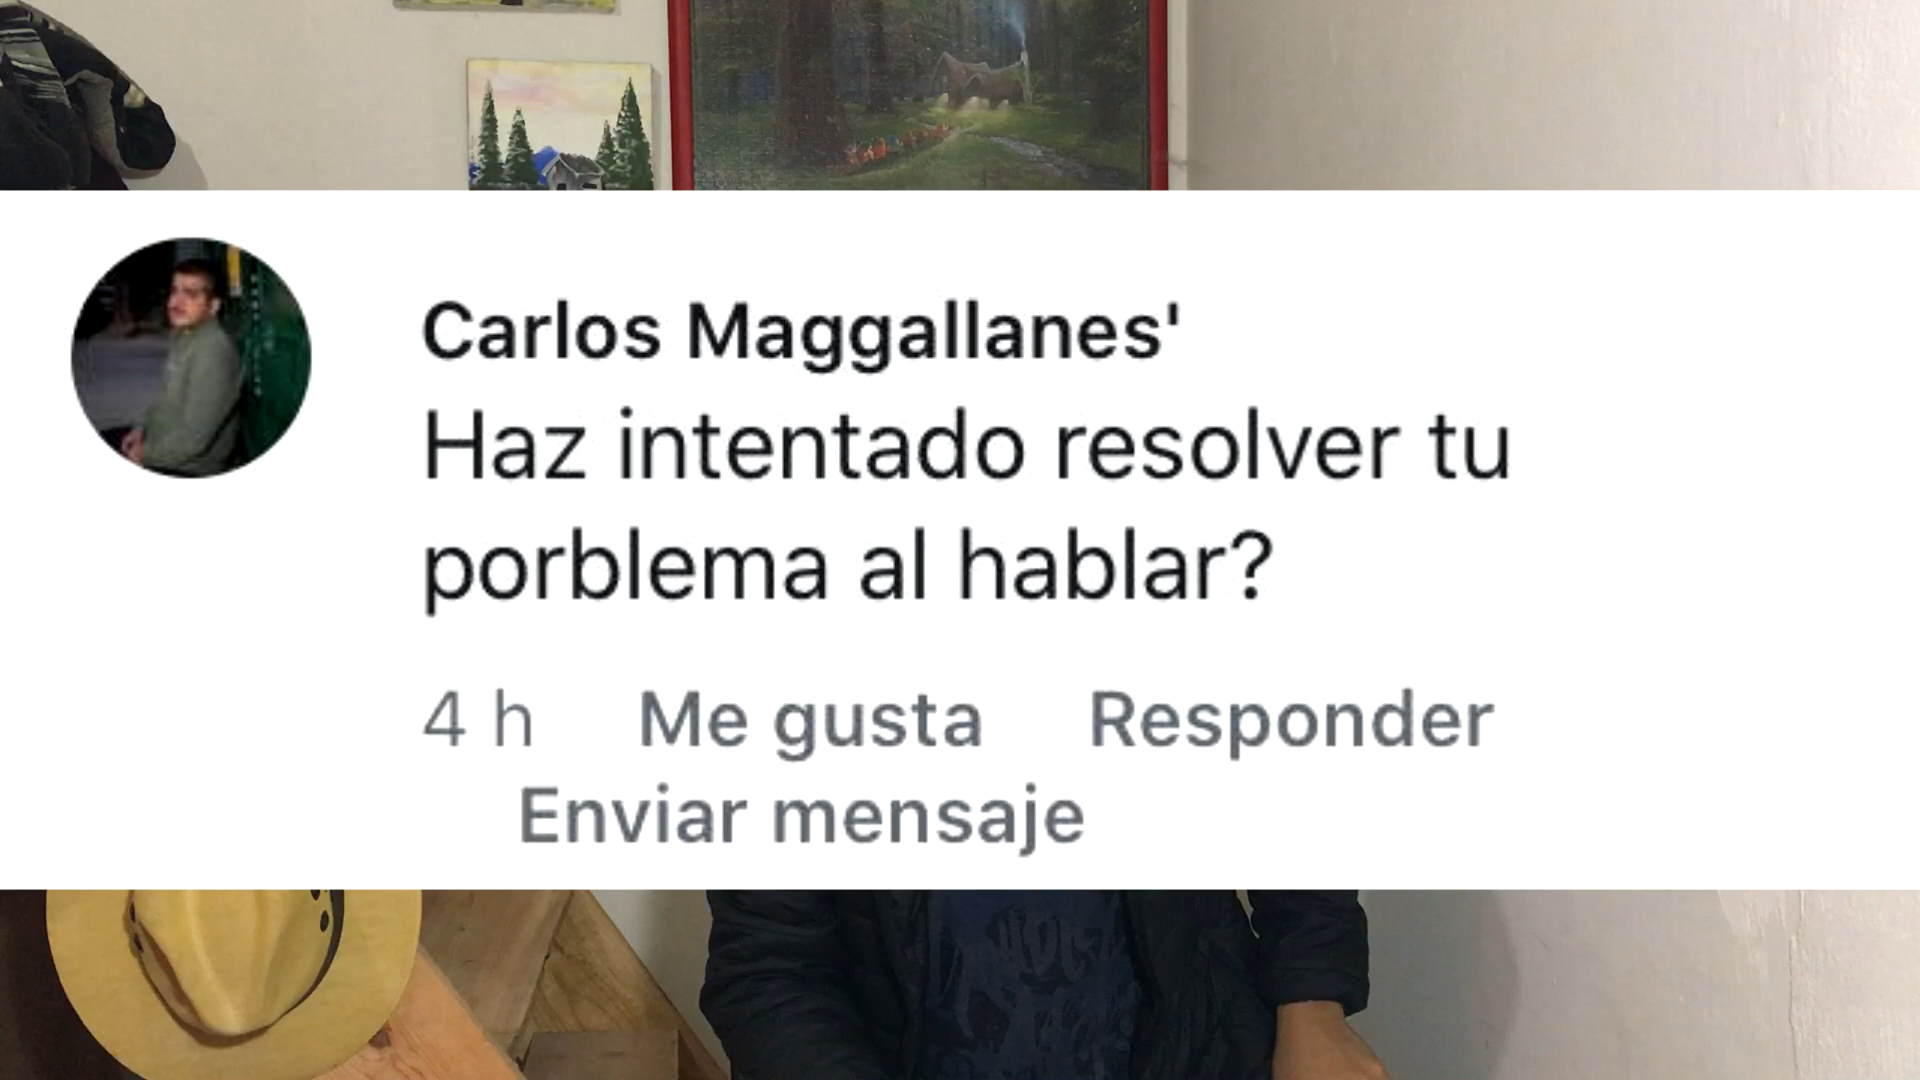 Carlos Maggallanes'
Haz intentado resolver tu
porblema al hablar?
4 h Me gusta Responder
Enviar mensaje